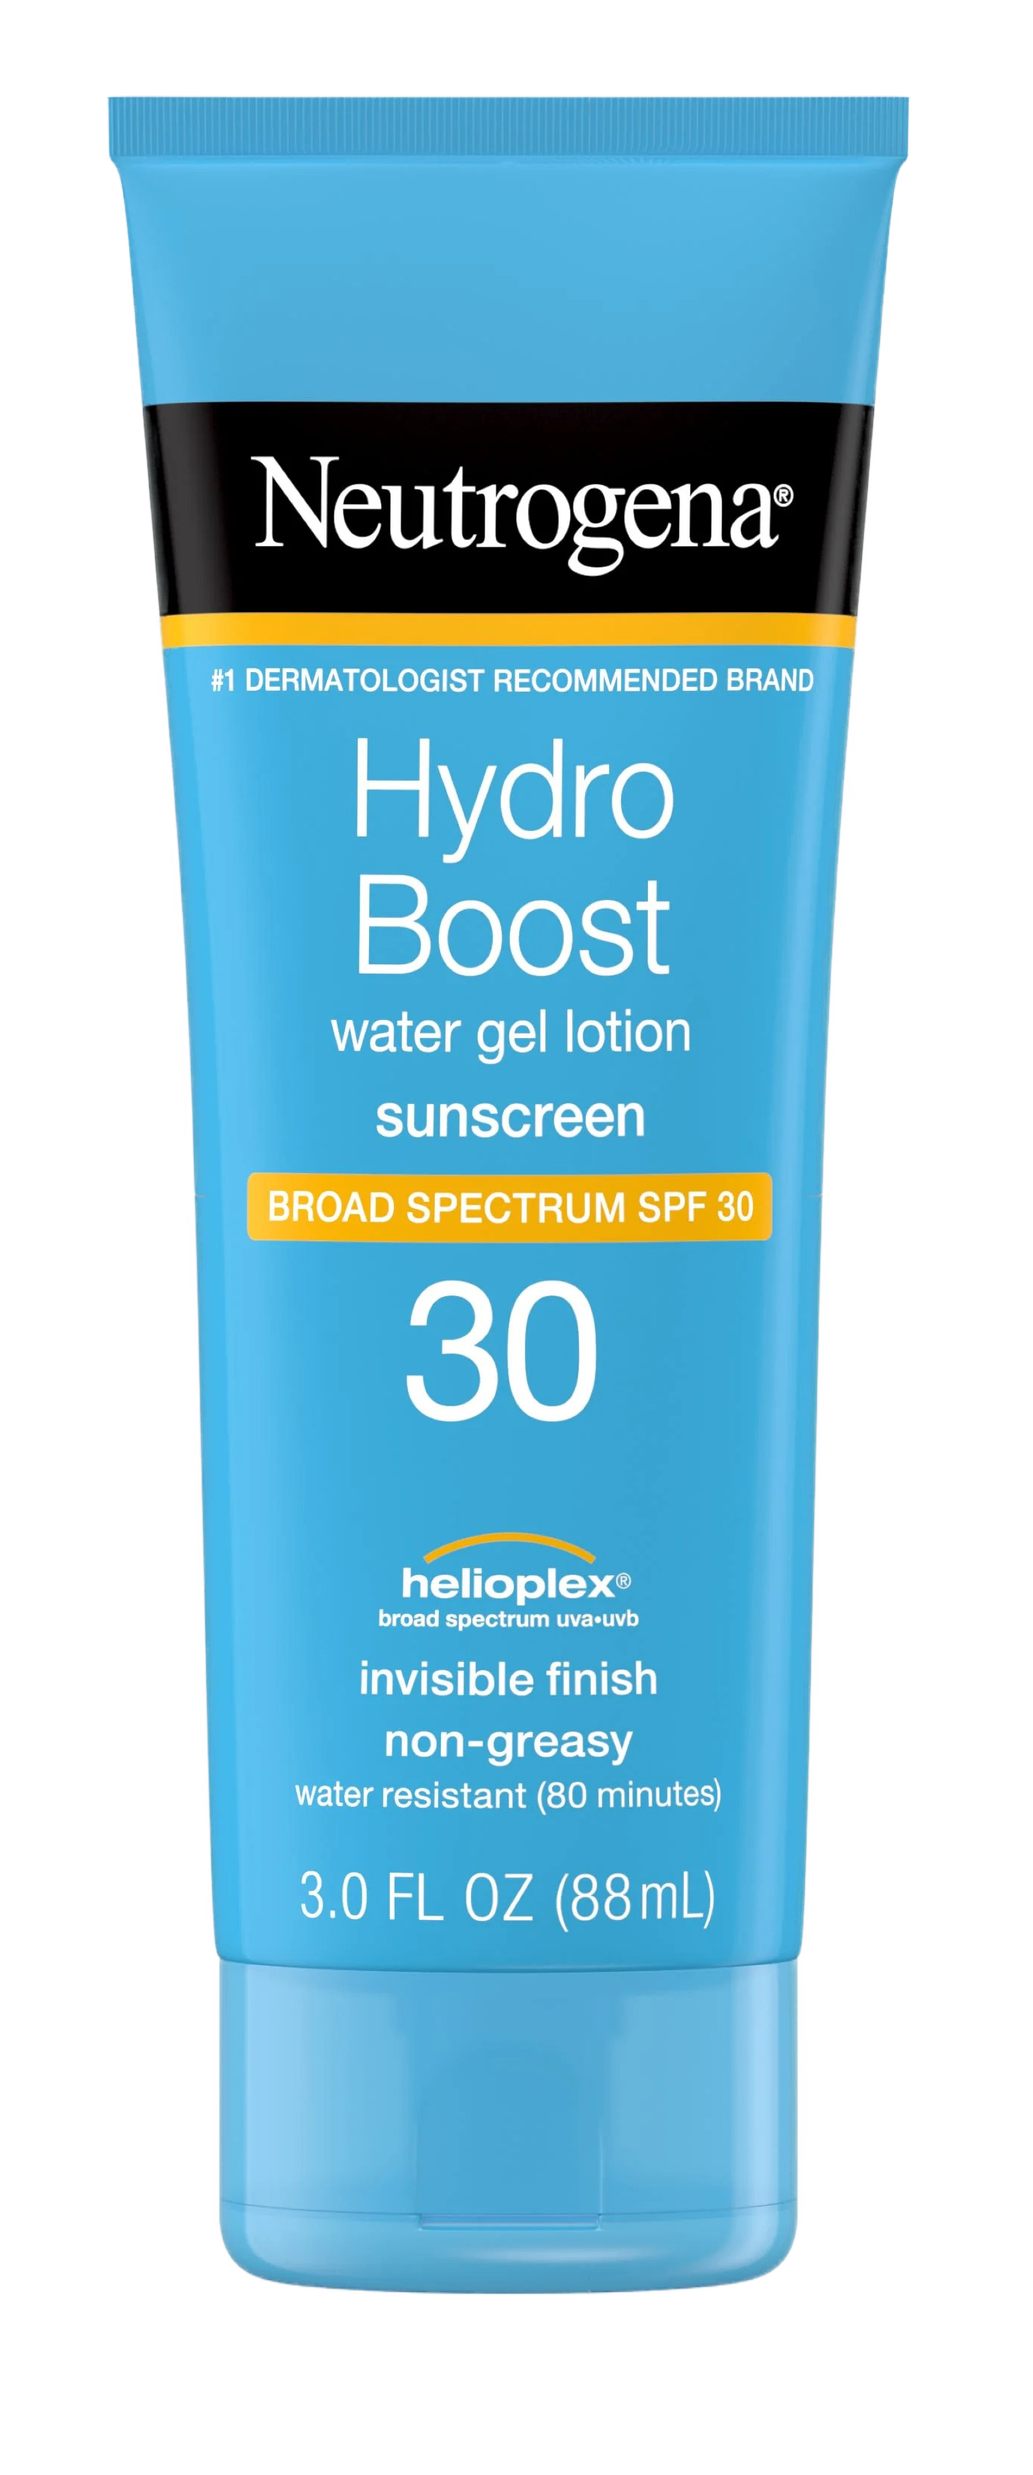 Neutrogena®
#1 DERMATOLOGIST RECOMMENDED BRAND
Hydro
Boost
water gel lotion
sunscreen
BROAD SPECTRUM SPF 30
30
helioplex®
broad spectrum uva•uvb
invisible finish
non-greasy
water resistant (80 minutes)
3.0 FL OZ (88mL)